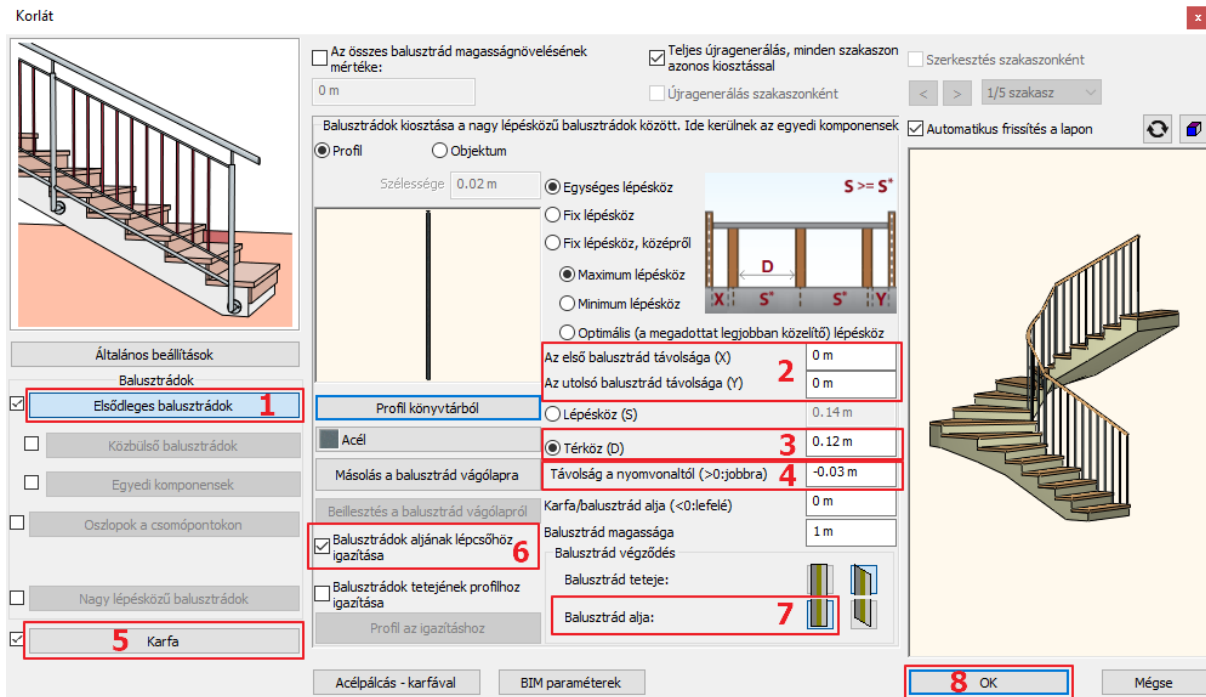 Korlát
x
Általános beállítások
Balusztrádok
Elsődleges balusztrádok 1
Közbülső balusztrádok
Egyedi komponensek
Oszlopok a csomópontokon
Nagy lépésközű balusztrádok
5 Karfa
Az összes balusztrád magasságnövelésének
mértéke:
0 m
Teljes újragenerálás, minden szakaszon
azonos kiosztással
Újragenerálás szakaszonként
Balusztrádok kiosztása a nagy lépésközű balusztrádok között. Ide kerülnek az egyedi komponensek
Profil
Objektum
Szélessége 0.02 m
Profil könyvtárból
Acél
Másolás a balusztrád vágólapra
Beillesztés a balusztrád vágólapról
Balusztrádok aljának lépcsőhöz
igazítása
6
Balusztrádok tetejének profilhoz
igazítása
Profil az igazításhoz
Egységes lépésköz
Fix lépésköz
Fix lépésköz, középről
Maximum lépésköz
Minimum lépésköz
Optimális (a megadottat legjobban közelítő) lépésköz
S >= S*
D
X S* S* Y
Az első balusztrád távolsága (X) 0 m
2
Az utolsó balusztrád távolsága (Y) 0 m
Lépésköz (S) 0.14 m
Térköz (D) 3 0.12 m
Távolság a nyomvonaltól (>0:jobbra) 4 -0.03 m
Karfa/balusztrád alja (<0:lefelé) 0 m
Balusztrád magassága 1 m
Balusztrád végződés
Balusztrád teteje:
Balusztrád alja: 7
Acélpálcás - karfával
BIM paraméterek
Szerkesztés szakaszonként
< > 1/5 szakasz
Automatikus frissítés a lapon
8 OK
Mégse